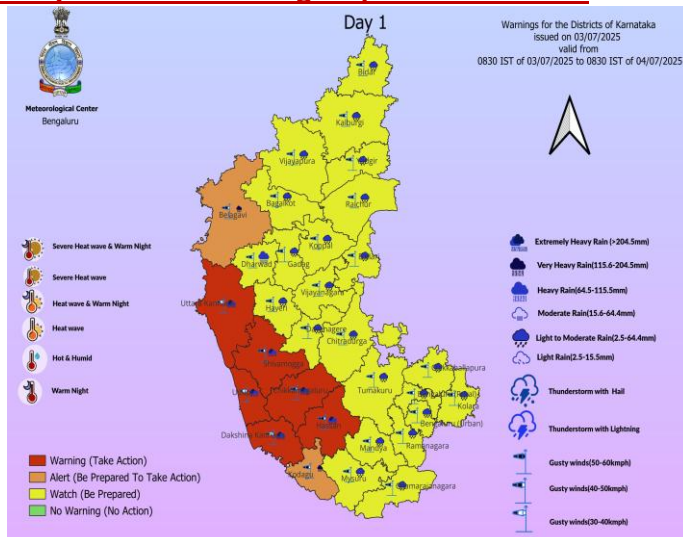 Day 1
Warnings for the Districts of Karnataka
issued on 03/07/2025
valid from
0830 IST of 03/07/2025 to 0830 IST of 04/07/2025
Meteorological Center
Bengaluru
Bidar
Kalburgi
Vijayapura
Yadgir
Bagalkot
Raichur
Belagavi
Koppal
Dharwad
Gadag
Vijayanagara
Haveri
Chitradurga
Shivamogga
Tumakuru
Hassan
Kolara
Bengaluru (Urban)
Ramanagara
Dakshina Kannada
Mandya
Kodagu
Mysuru
Chamarajanagara
Severe Heat wave & Warm Night
Severe Heat wave
Heat wave & Warm Night
Heat wave
Hot & Humid
Warm Night
Extremely Heavy Rain (>204.5mm)
Very Heavy Rain(115.6-204.5mm)
Heavy Rain(64.5-115.5mm)
Moderate Rain(15.6-64.4mm)
Light to Moderate Rain(2.5-64.4mm)
Light Rain(2.5-15.5mm)
Thunderstorm with Hail
Thunderstorm with Lightning
Gusty winds(50-60kmph)
Gusty winds(40-50kmph)
Gusty winds(30-40kmph)
Warning (Take Action)
Alert (Be Prepared To Take Action)
Watch (Be Prepared)
No Warning (No Action)